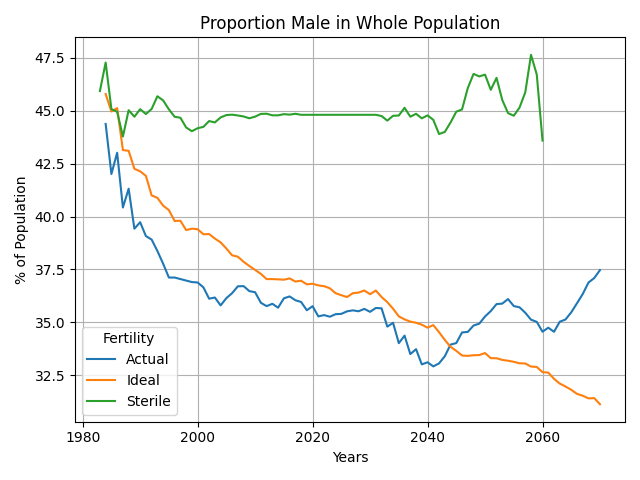 Proportion Male in Whole Population
% of Population
47.5
45.0
42.5
40.0
37.5
35.0
32.5
Fertility
Actual
Ideal
Sterile
1980
2000
2020
2040
2060
Years